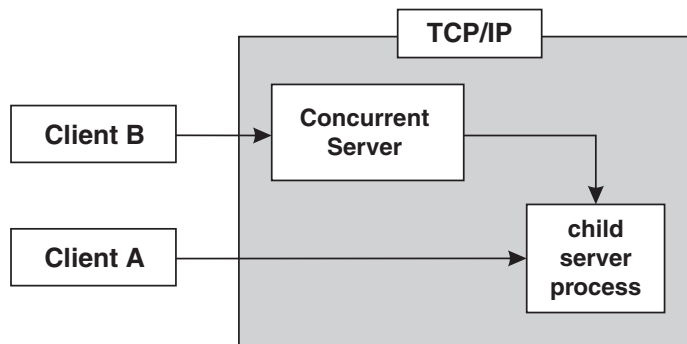 TCP/IP
Client B
Concurrent
Server
Client A
child
server
process